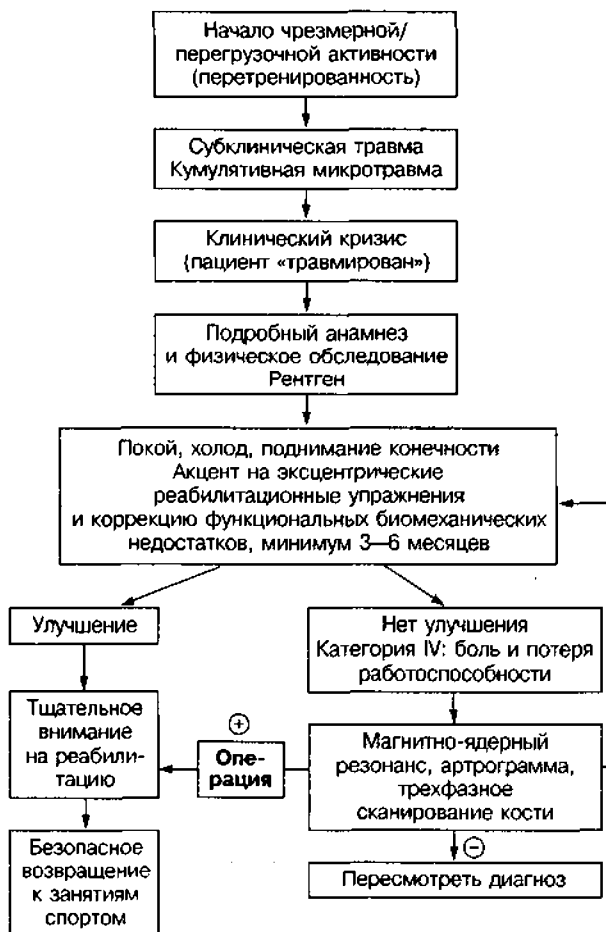 Начало чрезмерной/
перегрузочной активности
(перетренированность)
Субклиническая травма
Кумулятивная микротравма
Клинический кризис
(пациент «травмирован»)
Подробный анамнез
и физическое обследование
Рентген
Покой, холод, поднимание конечности
Акцент на эксцентрические
реабилитационные упражнения
и коррекцию функциональных биомеханических
недостатков, минимум 3—6 месяцев
Улучшение
Нет улучшения
Категория IV: боль и потеря
работоспособности
Тщательное
внимание
на реабили-
тацию
+
Опе-
рация
Магнитно-ядерный
резонанс, артрограмма,
трехфазное
сканирование кости
Безопасное
возвращение
к занятиям
спортом
−
Пересмотреть диагноз